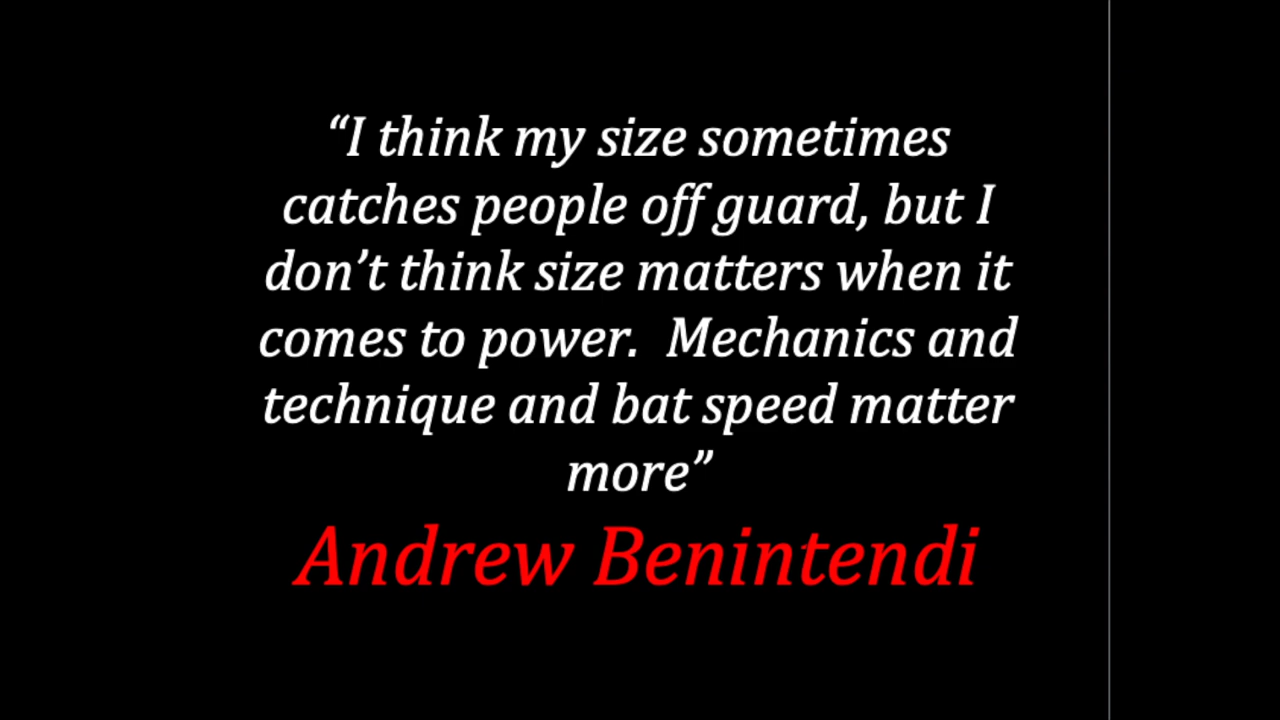 “I think my size sometimes
catches people off guard, but I
don’t think size matters when it
comes to power.  Mechanics and
technique and bat speed matter
more”
Andrew Benintendi